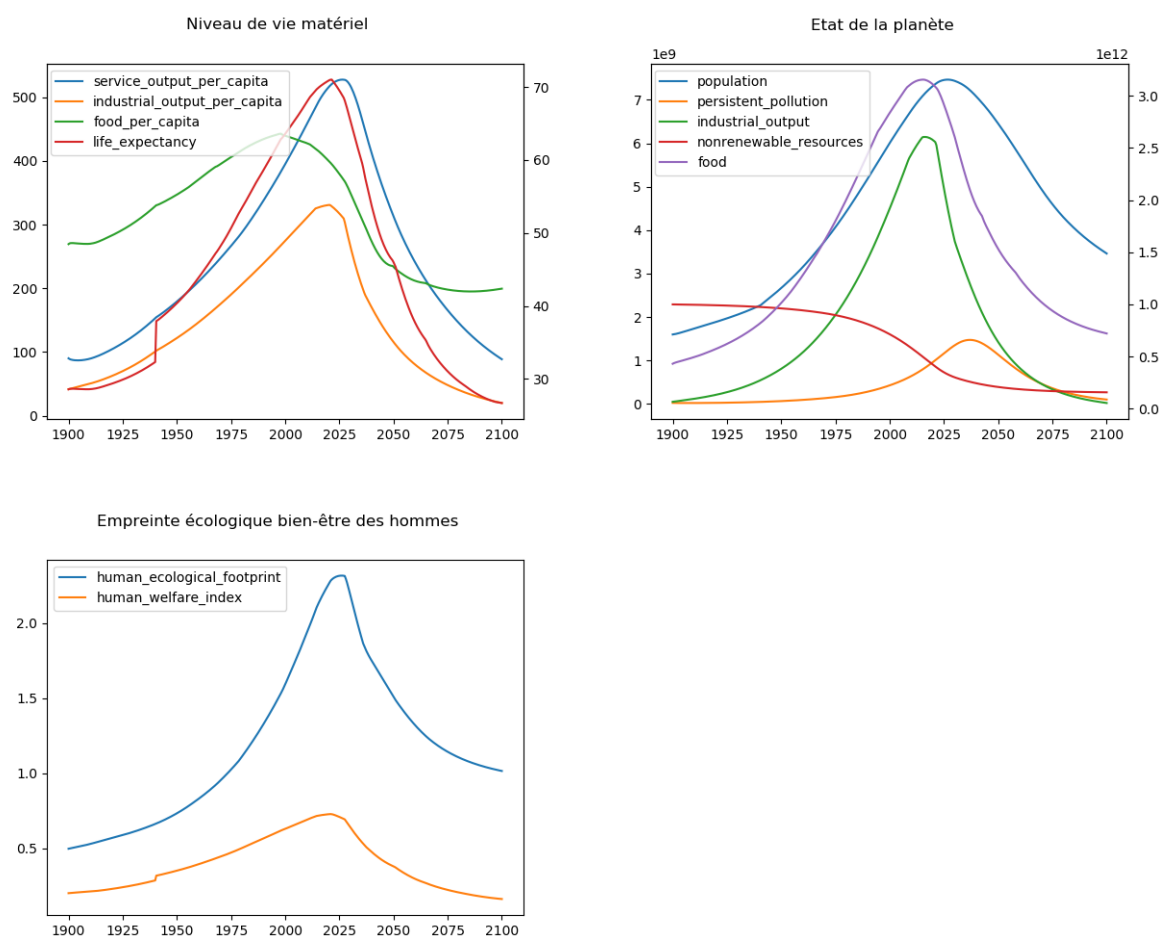 Niveau de vie matériel
service_output_per_capita
industrial_output_per_capita
food_per_capita
life_expectancy
500
400
300
200
100
0
70
60
50
40
30
1900 1925 1950 1975 2000 2025 2050 2075 2100
Etat de la planète
1e9
1e12
population
persistent_pollution
industrial_output
nonrenewable_resources
food
7
6
5
4
3
2
1
0
3.0
2.5
2.0
1.5
1.0
0.5
0.0
1900 1925 1950 1975 2000 2025 2050 2075 2100
Empreinte écologique bien-être des hommes
human_ecological_footprint
human_welfare_index
2.0
1.5
1.0
0.5
1900 1925 1950 1975 2000 2025 2050 2075 2100